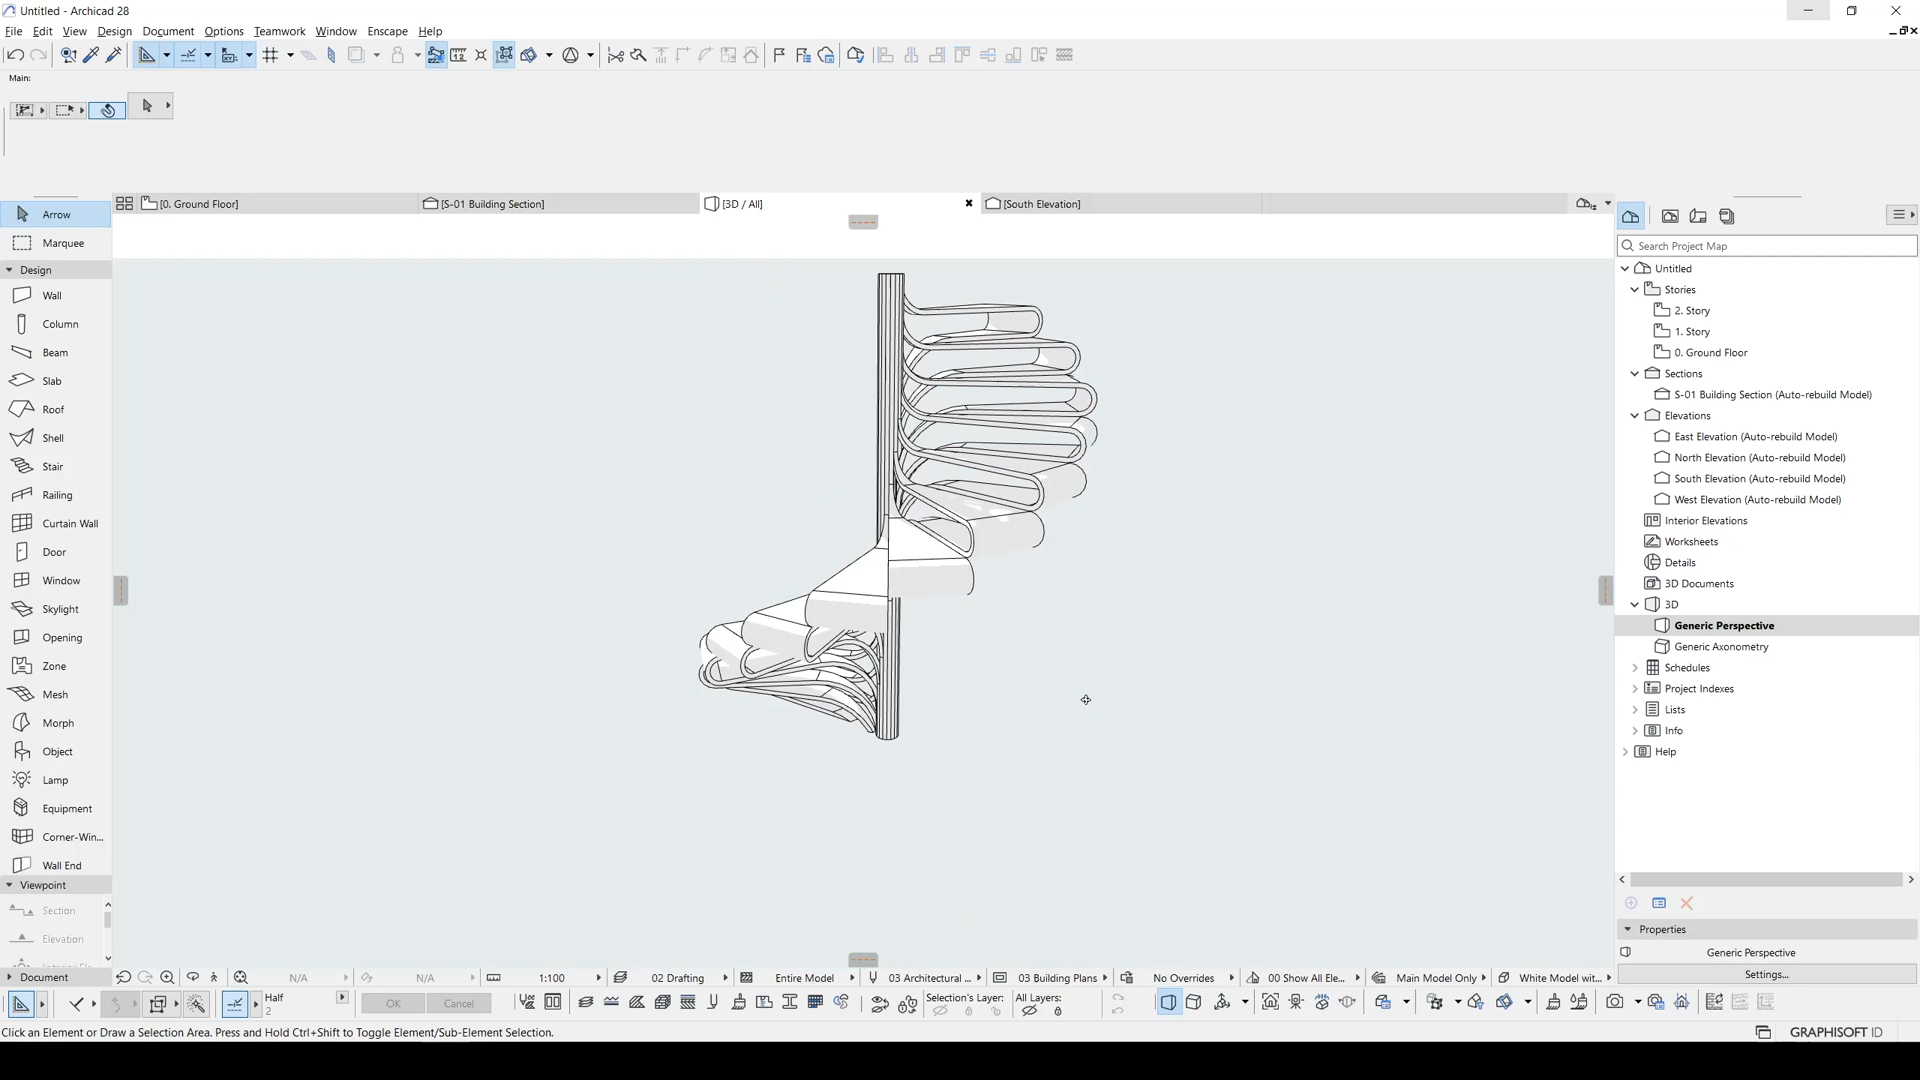 Untitled - Archicad 28
File Edit View Design Document Options Teamwork Window Enscape Help
Main:
[0. Ground Floor] [S-01 Building Section] [3D / All] [South Elevation]
Arrow
Marquee
Design
Wall
Column
Beam
Slab
Roof
Shell
Stair
Railing
Curtain Wall
Door
Window
Skylight
Opening
Zone
Mesh
Morph
Object
Lamp
Equipment
Corner-Win...
Wall End
Viewpoint
Section
Elevation
Document
Search Project Map
Untitled
Stories
2. Story
1. Story
0. Ground Floor
Sections
S-01 Building Section (Auto-rebuild Model)
Elevations
East Elevation (Auto-rebuild Model)
North Elevation (Auto-rebuild Model)
South Elevation (Auto-rebuild Model)
West Elevation (Auto-rebuild Model)
Interior Elevations
Worksheets
Details
3D Documents
3D
Generic Perspective
Generic Axonometry
Schedules
Project Indexes
Lists
Info
Help
Properties
Generic Perspective
Settings...
N/A N/A 1:100 02 Drafting Entire Model 03 Architectural ... 03 Building Plans No Overrides 00 Show All Ele... Main Model Only White Model wit...
Half
2
OK Cancel
Selection's Layer: All Layers:
Click an Element or Draw a Selection Area. Press and Hold Ctrl+Shift to Toggle Element/Sub-Element Selection.
GRAPHISOFT ID